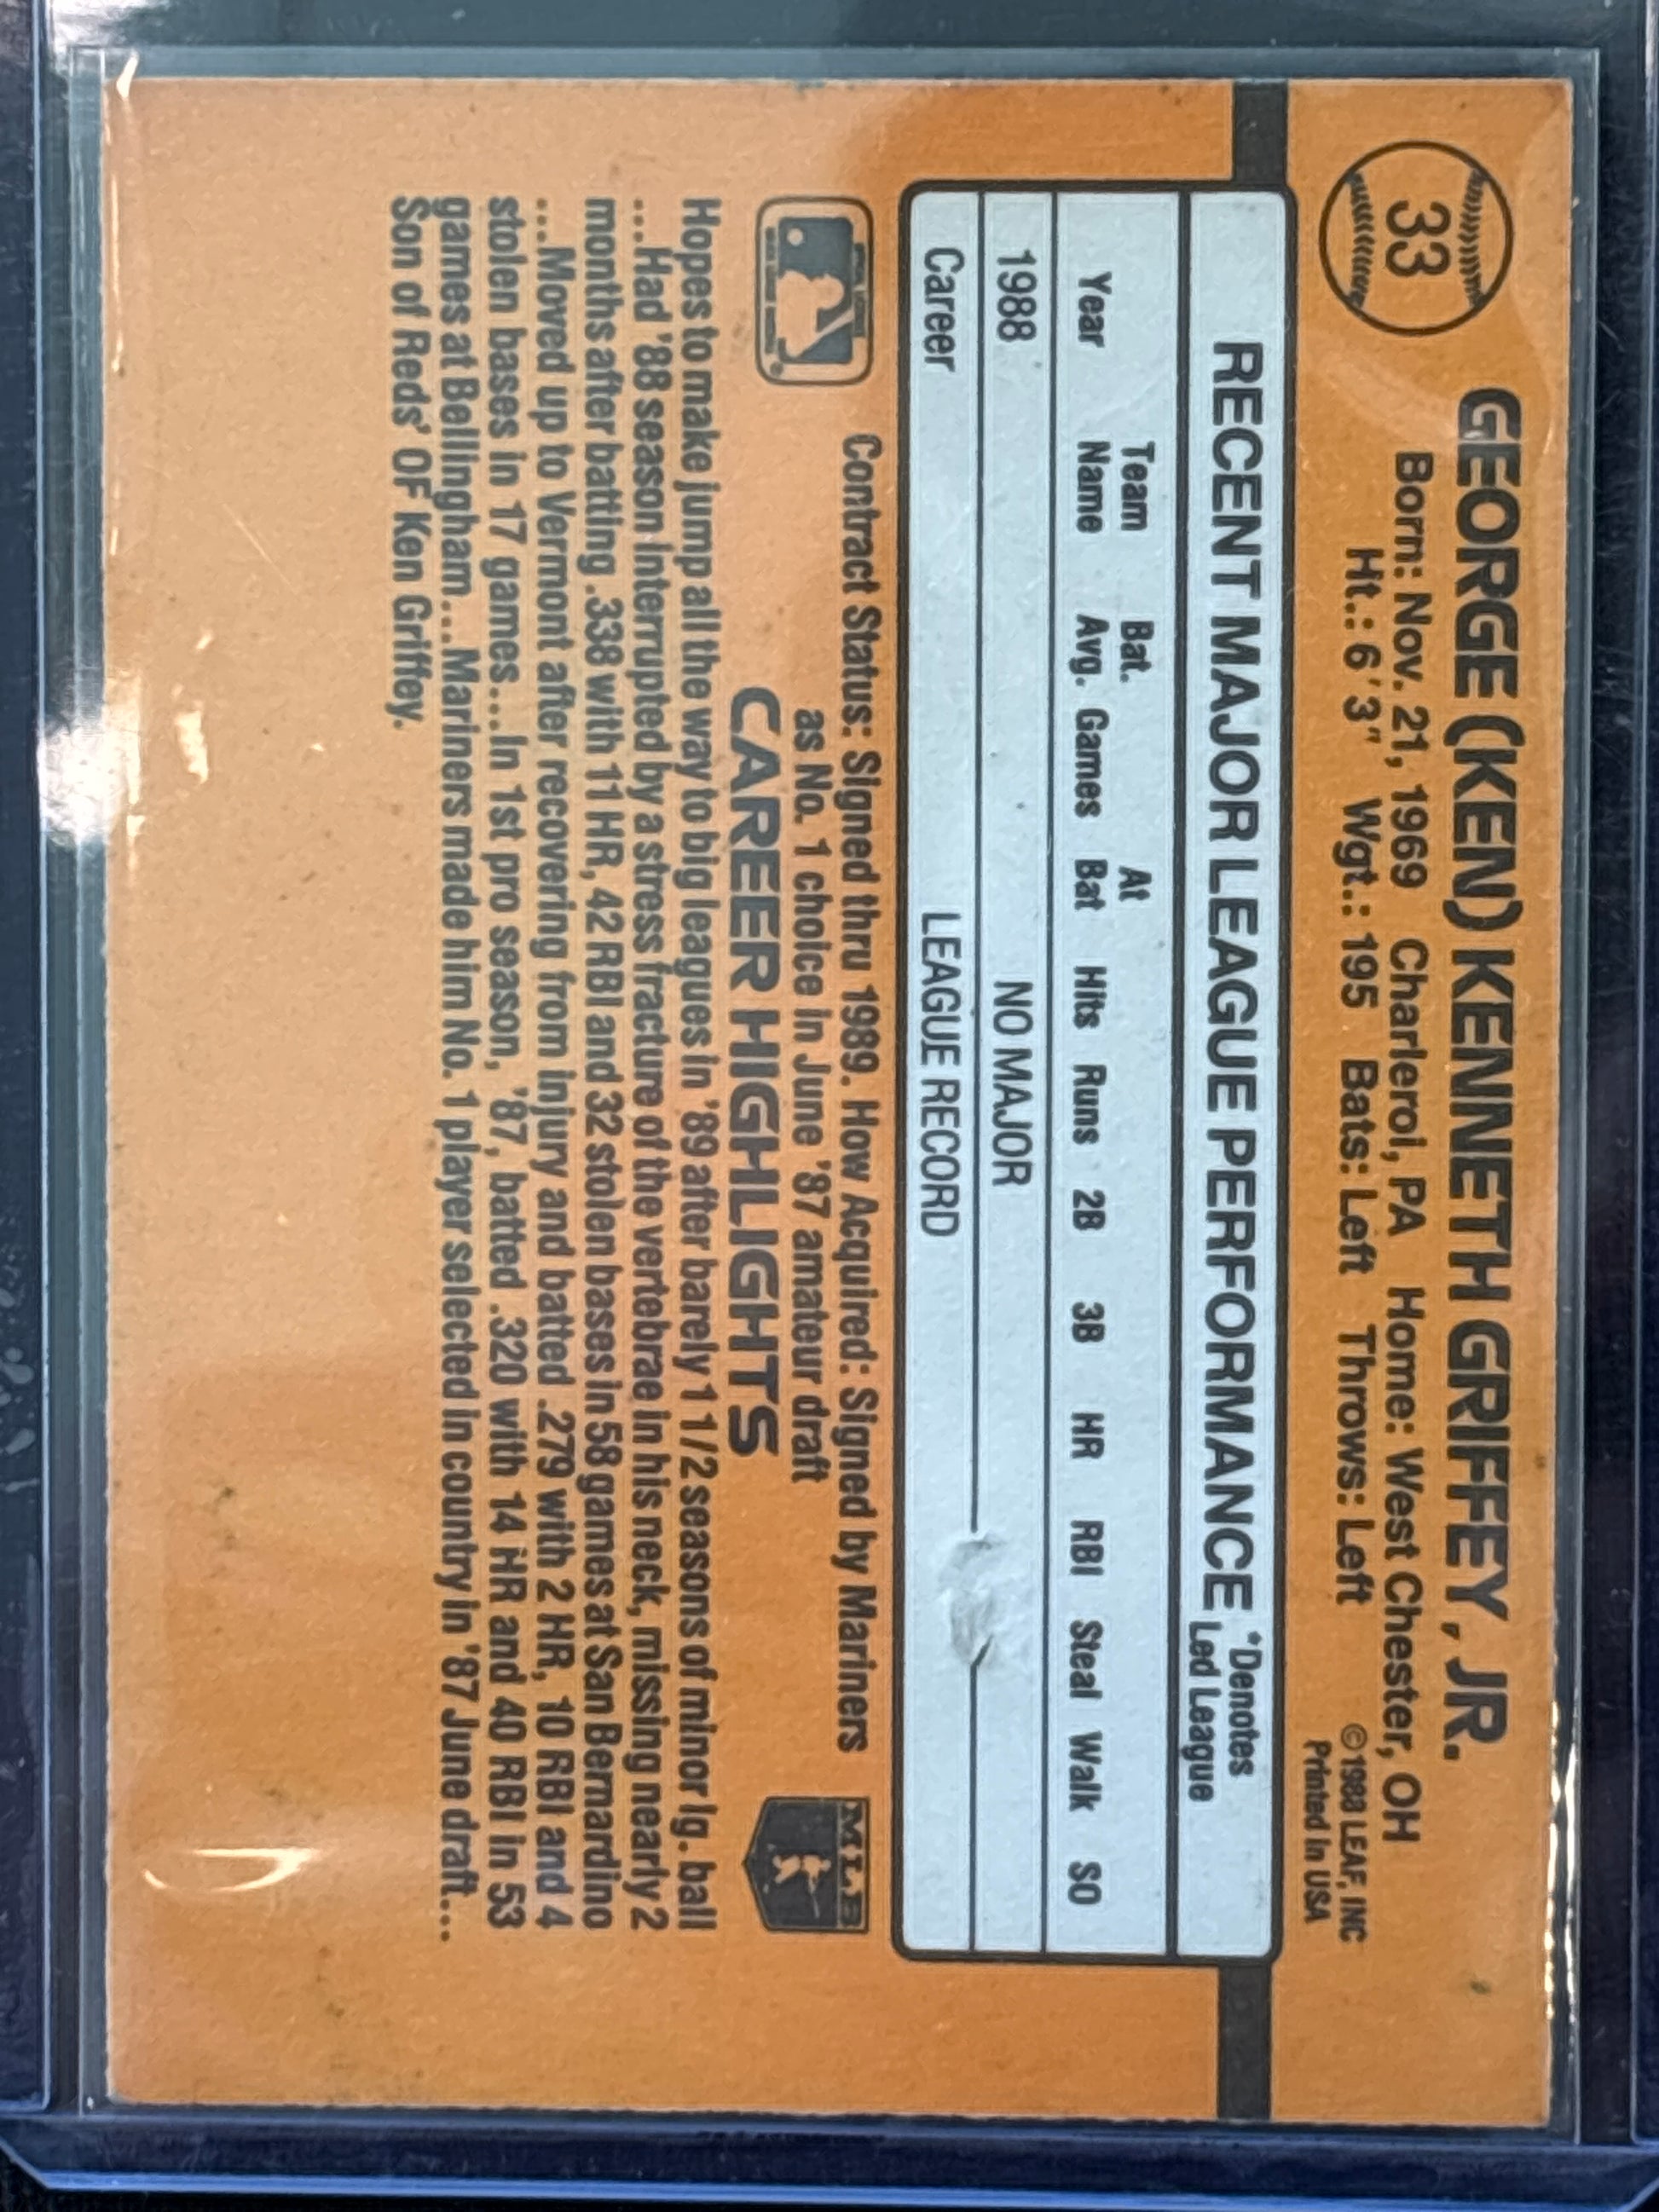 33
GEORGE (KEN) KENNETH GRIFFEY, JR.
Born: Nov. 21, 1969 Charleroi, PA Home: West Chester, OH
Ht.: 6'3" Wgt.: 195 Bats: Left Throws: Left
©1988 LEAF, INC
Printed in USA
RECENT MAJOR LEAGUE PERFORMANCE
*Denotes
Led League
Year Team Name Bat. Avg. Games At Bat Hits Runs 2B 3B HR RBI Steal Walk SO
1988 NO MAJOR
Career LEAGUE RECORD
Contract Status: Signed thru 1989. How Acquired: Signed by Mariners
as No. 1 choice in June '87 amateur draft
CAREER HIGHLIGHTS
MLB
Hopes to make jump all the way to big leagues in '89 after barely 1 1/2 seasons of minor lg. ball
...Had '88 season interrupted by a stress fracture of the vertebrae in his neck, missing nearly 2
months after batting .338 with 11 HR, 42 RBI and 32 stolen bases in 58 games at San Bernardino
...Moved up to Vermont after recovering from injury and batted .279 with 2 HR, 10 RBI and 4
stolen bases in 17 games...In 1st pro season, '87, batted .320 with 14 HR and 40 RBI in 53
games at Bellingham...Mariners made him No. 1 player selected in country in '87 June draft...
Son of Reds' OF Ken Griffey.